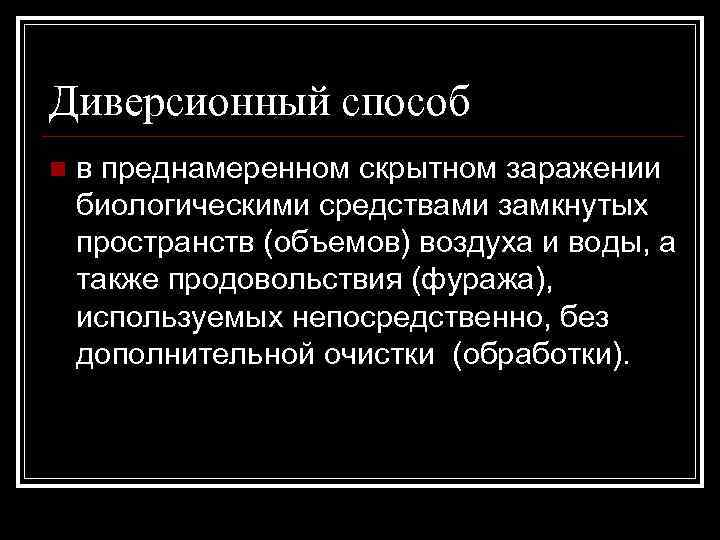 Диверсионный способ
в преднамеренном скрытном заражении
биологическими средствами замкнутых
пространств (объемов) воздуха и воды, а
также продовольствия (фуража),
используемых непосредственно, без
дополнительной очистки (обработки).